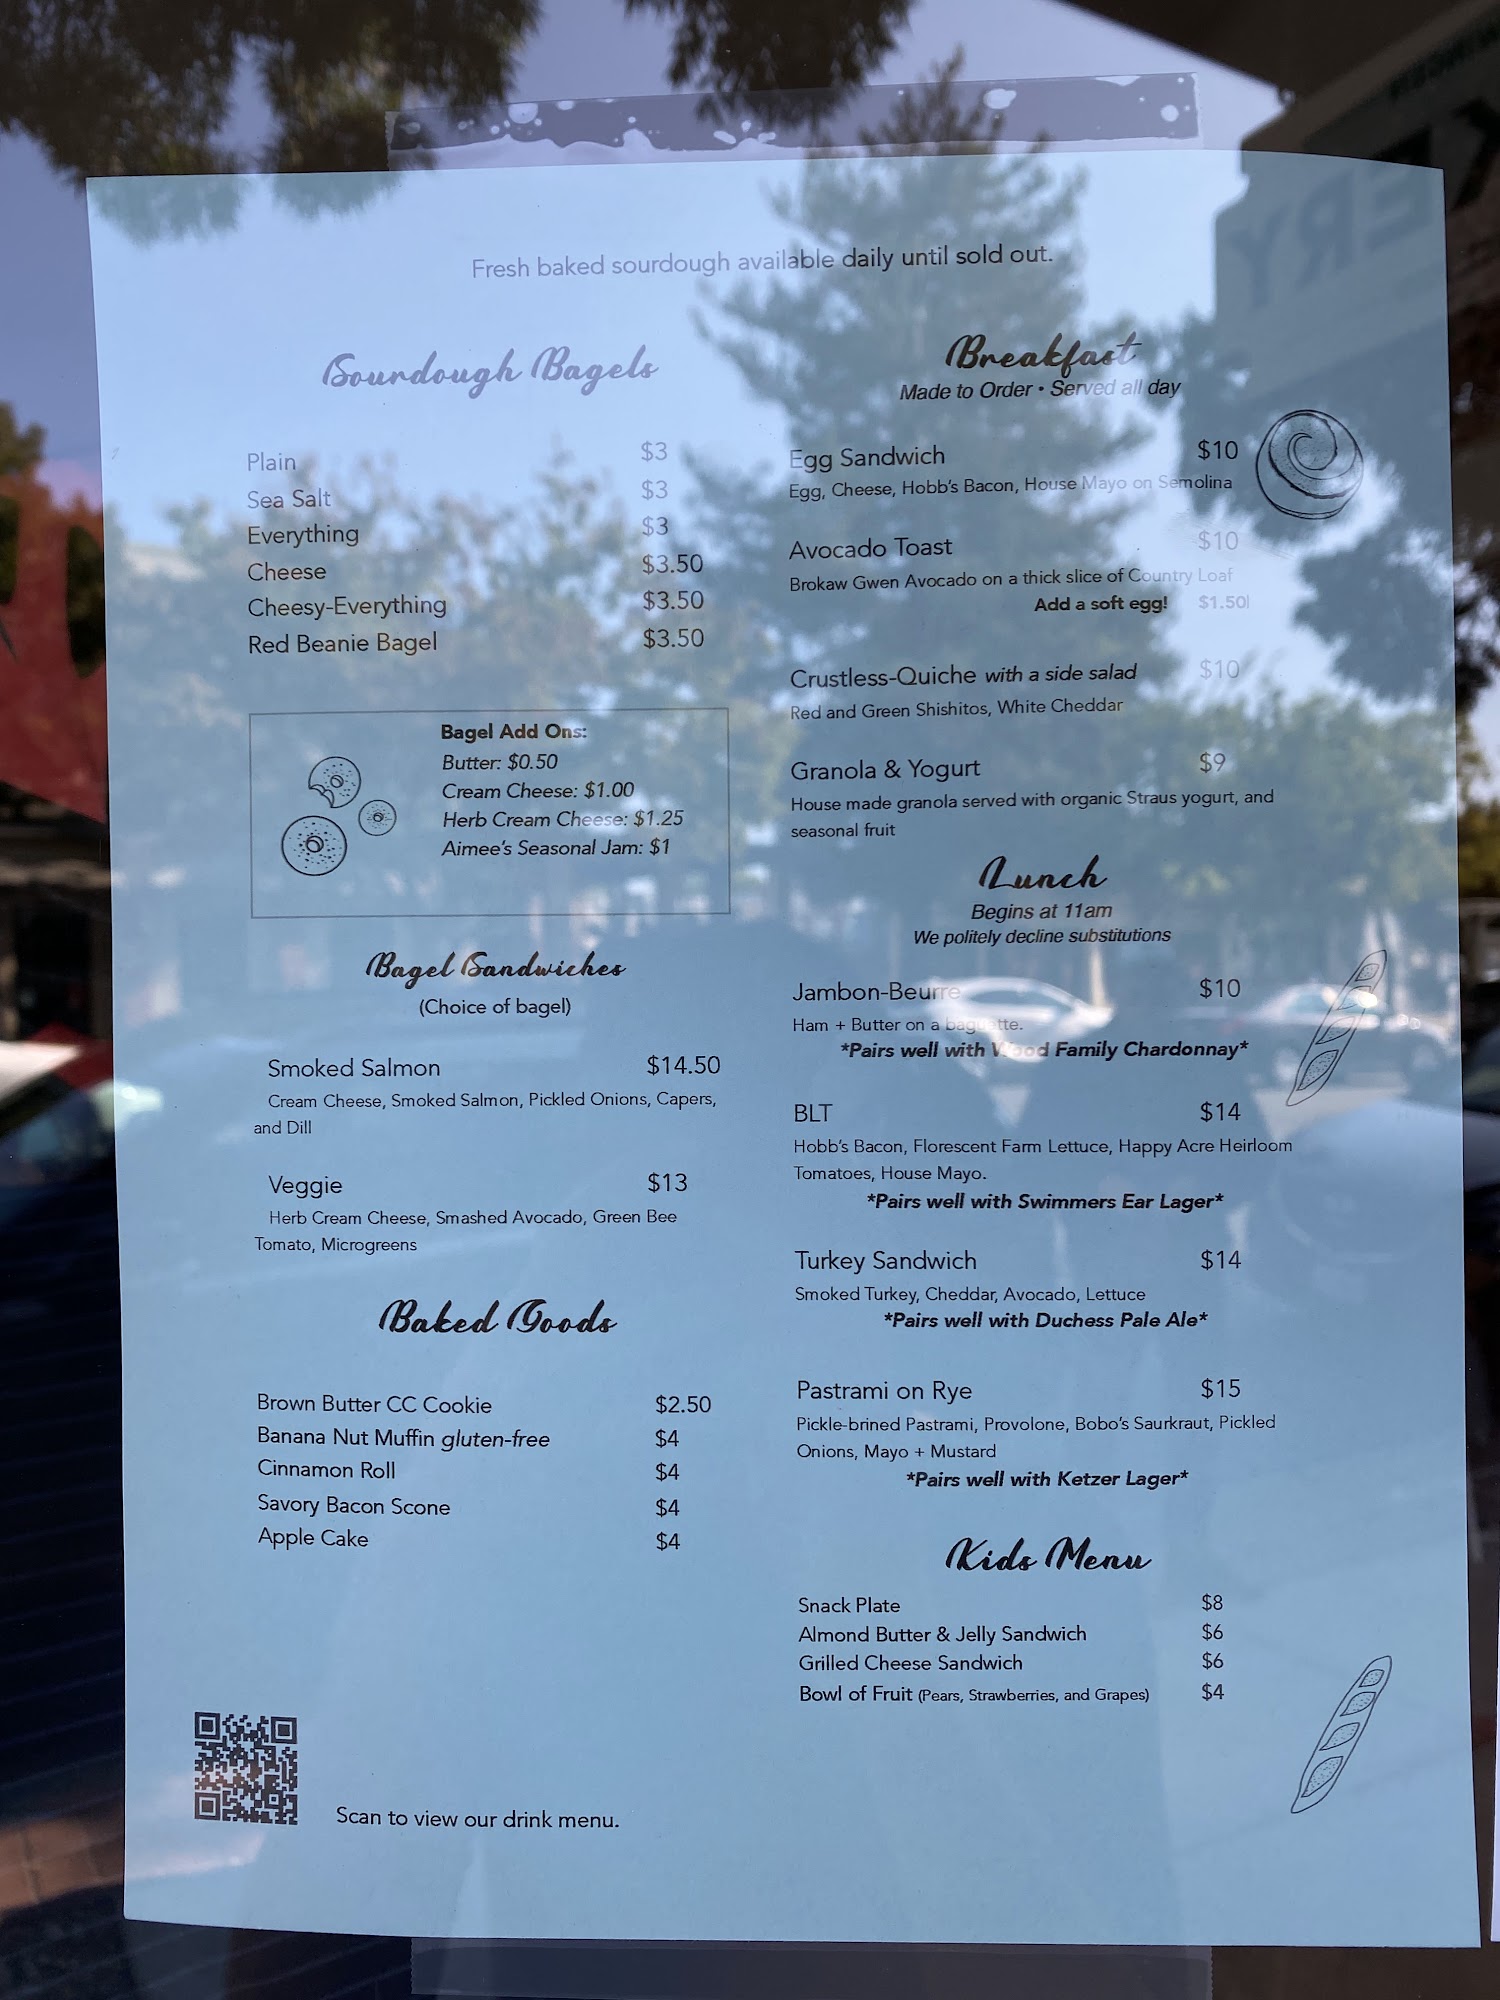 Fresh baked sourdough available daily until sold out.
Sourdough Bagels
Plain $3
Sea Salt $3
Everything $3
Cheese $3.50
Cheesy-Everything $3.50
Red Beanie Bagel $3.50
Bagel Add Ons:
Butter: $0.50
Cream Cheese: $1.00
Herb Cream Cheese: $1.25
Aimee's Seasonal Jam: $1
Bagel Sandwiches
(Choice of bagel)
Smoked Salmon $14.50
Cream Cheese, Smoked Salmon, Pickled Onions, Capers,
and Dill
Veggie $13
Herb Cream Cheese, Smashed Avocado, Green Bee
Tomato, Microgreens
Baked Goods
Brown Butter CC Cookie $2.50
Banana Nut Muffin gluten-free $4
Cinnamon Roll $4
Savory Bacon Scone $4
Apple Cake $4
Scan to view our drink menu.
Breakfast
Made to Order • Served all day
Egg Sandwich $10
Egg, Cheese, Hobb's Bacon, House Mayo on Semolina
Avocado Toast $10
Brokaw Gwen Avocado on a thick slice of Country Loaf
Add a soft egg! $1.50
Crustless-Quiche with a side salad $10
Red and Green Shishitos, White Cheddar
Granola & Yogurt $9
House made granola served with organic Straus yogurt, and
seasonal fruit
Lunch
Begins at 11am
We politely decline substitutions
Jambon-Beurre $10
Ham + Butter on a baguette.
*Pairs well with Wood Family Chardonnay*
BLT $14
Hobb's Bacon, Florescent Farm Lettuce, Happy Acre Heirloom
Tomatoes, House Mayo.
*Pairs well with Swimmers Ear Lager*
Turkey Sandwich $14
Smoked Turkey, Cheddar, Avocado, Lettuce
*Pairs well with Duchess Pale Ale*
Pastrami on Rye $15
Pickle-brined Pastrami, Provolone, Bobo's Saurkraut, Pickled
Onions, Mayo + Mustard
*Pairs well with Ketzer Lager*
Kids Menu
Snack Plate $8
Almond Butter & Jelly Sandwich $6
Grilled Cheese Sandwich $6
Bowl of Fruit (Pears, Strawberries, and Grapes) $4